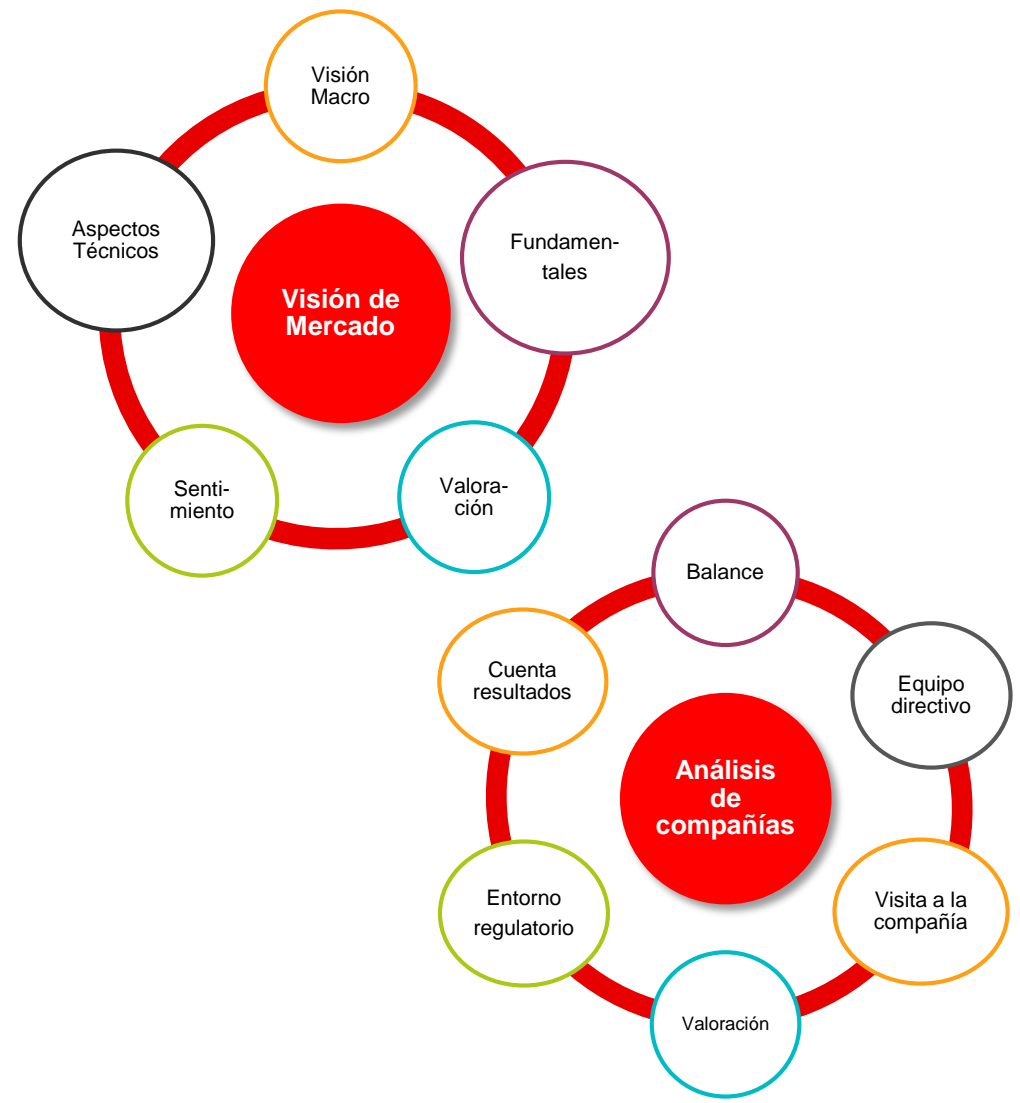 Visión
Macro
Aspectos
Técnicos
Fundamen-
tales
Visión de
Mercado
Senti-
miento
Valora-
ción
Balance
Cuenta
resultados
Equipo
directivo
Análisis
de
compañías
Entorno
regulatorio
Visita a la
compañía
Valoración